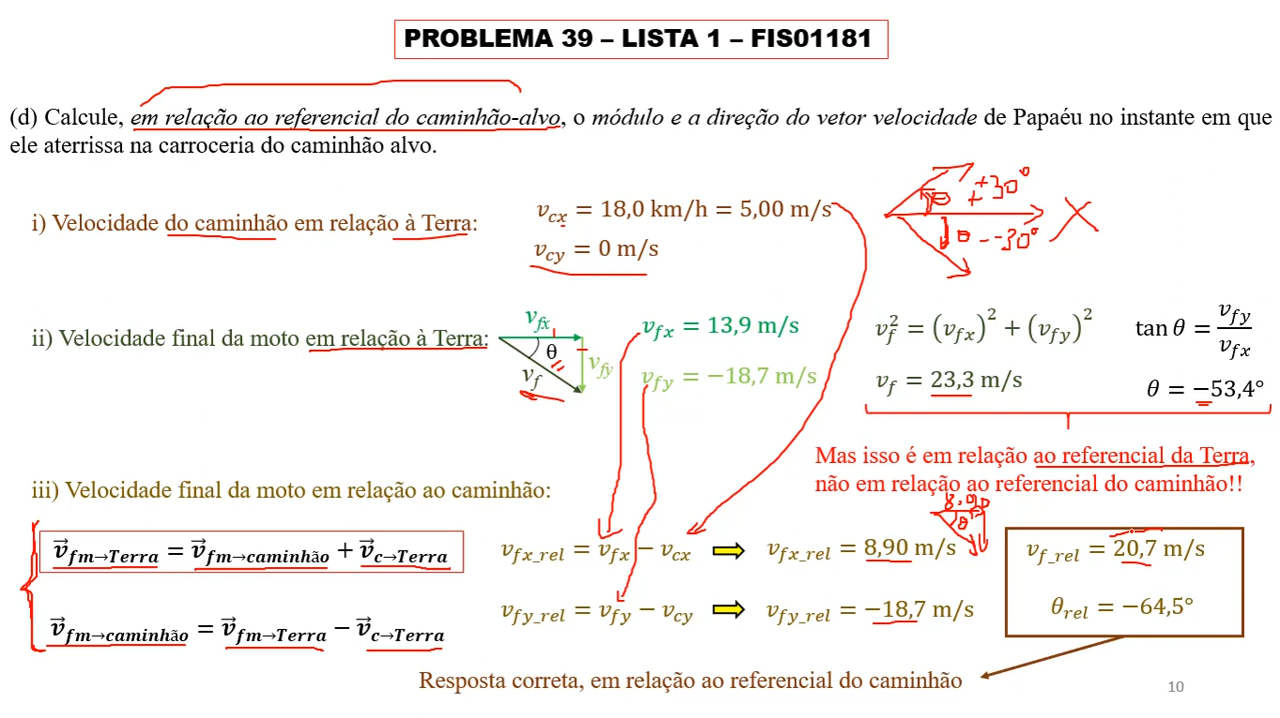 PROBLEMA 39 – LISTA 1 – FIS01181
(d) Calcule, em relação ao referencial do caminhão-alvo, o módulo e a direção do vetor velocidade de Papaéu no instante em que
ele aterrissa na carroceria do caminhão alvo.
i) Velocidade do caminhão em relação à Terra:
v_cx = 18,0 km/h = 5,00 m/s
v_cy = 0 m/s
θ +30°
θ - -30°
X
ii) Velocidade final da moto em relação à Terra:
v_fx
θ
v_f
v_fy
v_fx = 13,9 m/s
v_fy = −18,7 m/s
v_f^2 = (v_fx)^2 + (v_fy)^2
v_f = 23,3 m/s
tan θ = v_fy/v_fx
θ = −53,4°
Mas isso é em relação ao referencial da Terra,
não em relação ao referencial do caminhão!!
iii) Velocidade final da moto em relação ao caminhão:
8,90
θ
v⃗_fm→Terra = v⃗_fm→caminhão + v⃗_c→Terra
v⃗_fm→caminhão = v⃗_fm→Terra − v⃗_c→Terra
v_fx_rel = v_fx − v_cx ⇒ v_fx_rel = 8,90 m/s
v_fy_rel = v_fy − v_cy ⇒ v_fy_rel = −18,7 m/s
v_f_rel = 20,7 m/s
θ_rel = −64,5°
Resposta correta, em relação ao referencial do caminhão
10